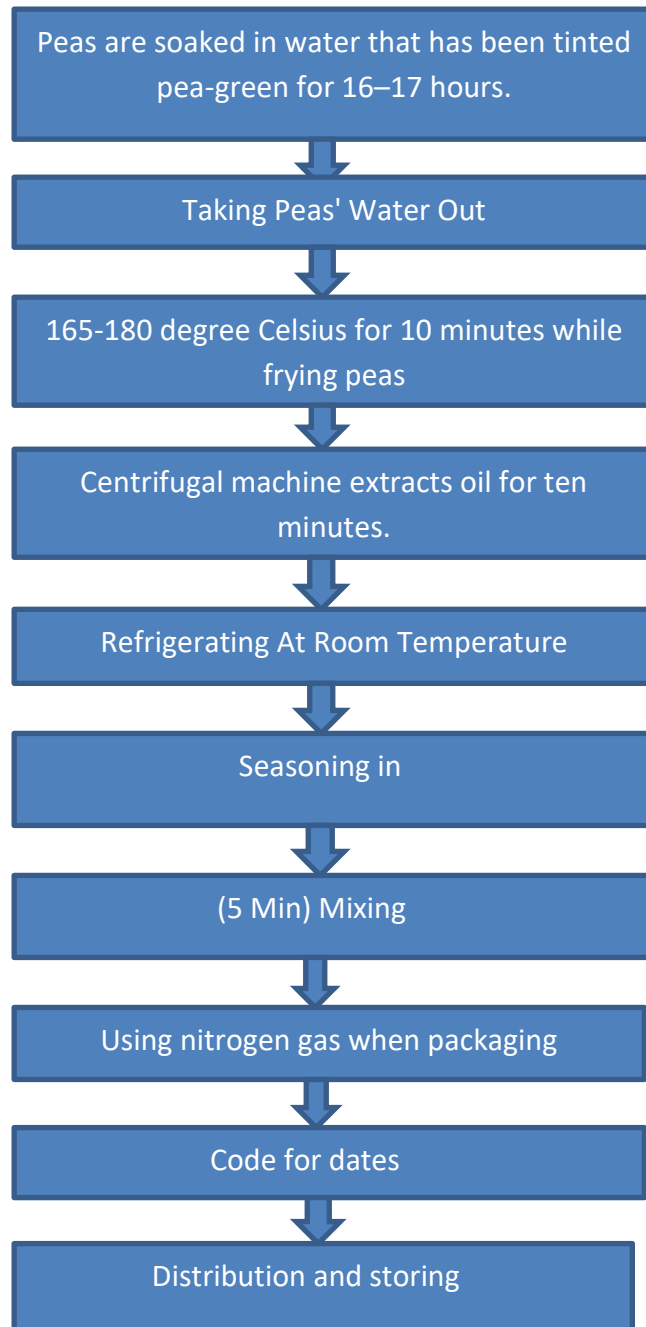 Peas are soaked in water that has been tinted
pea-green for 16–17 hours.
Taking Peas' Water Out
165-180 degree Celsius for 10 minutes while
frying peas
Centrifugal machine extracts oil for ten
minutes.
Refrigerating At Room Temperature
Seasoning in
(5 Min) Mixing
Using nitrogen gas when packaging
Code for dates
Distribution and storing